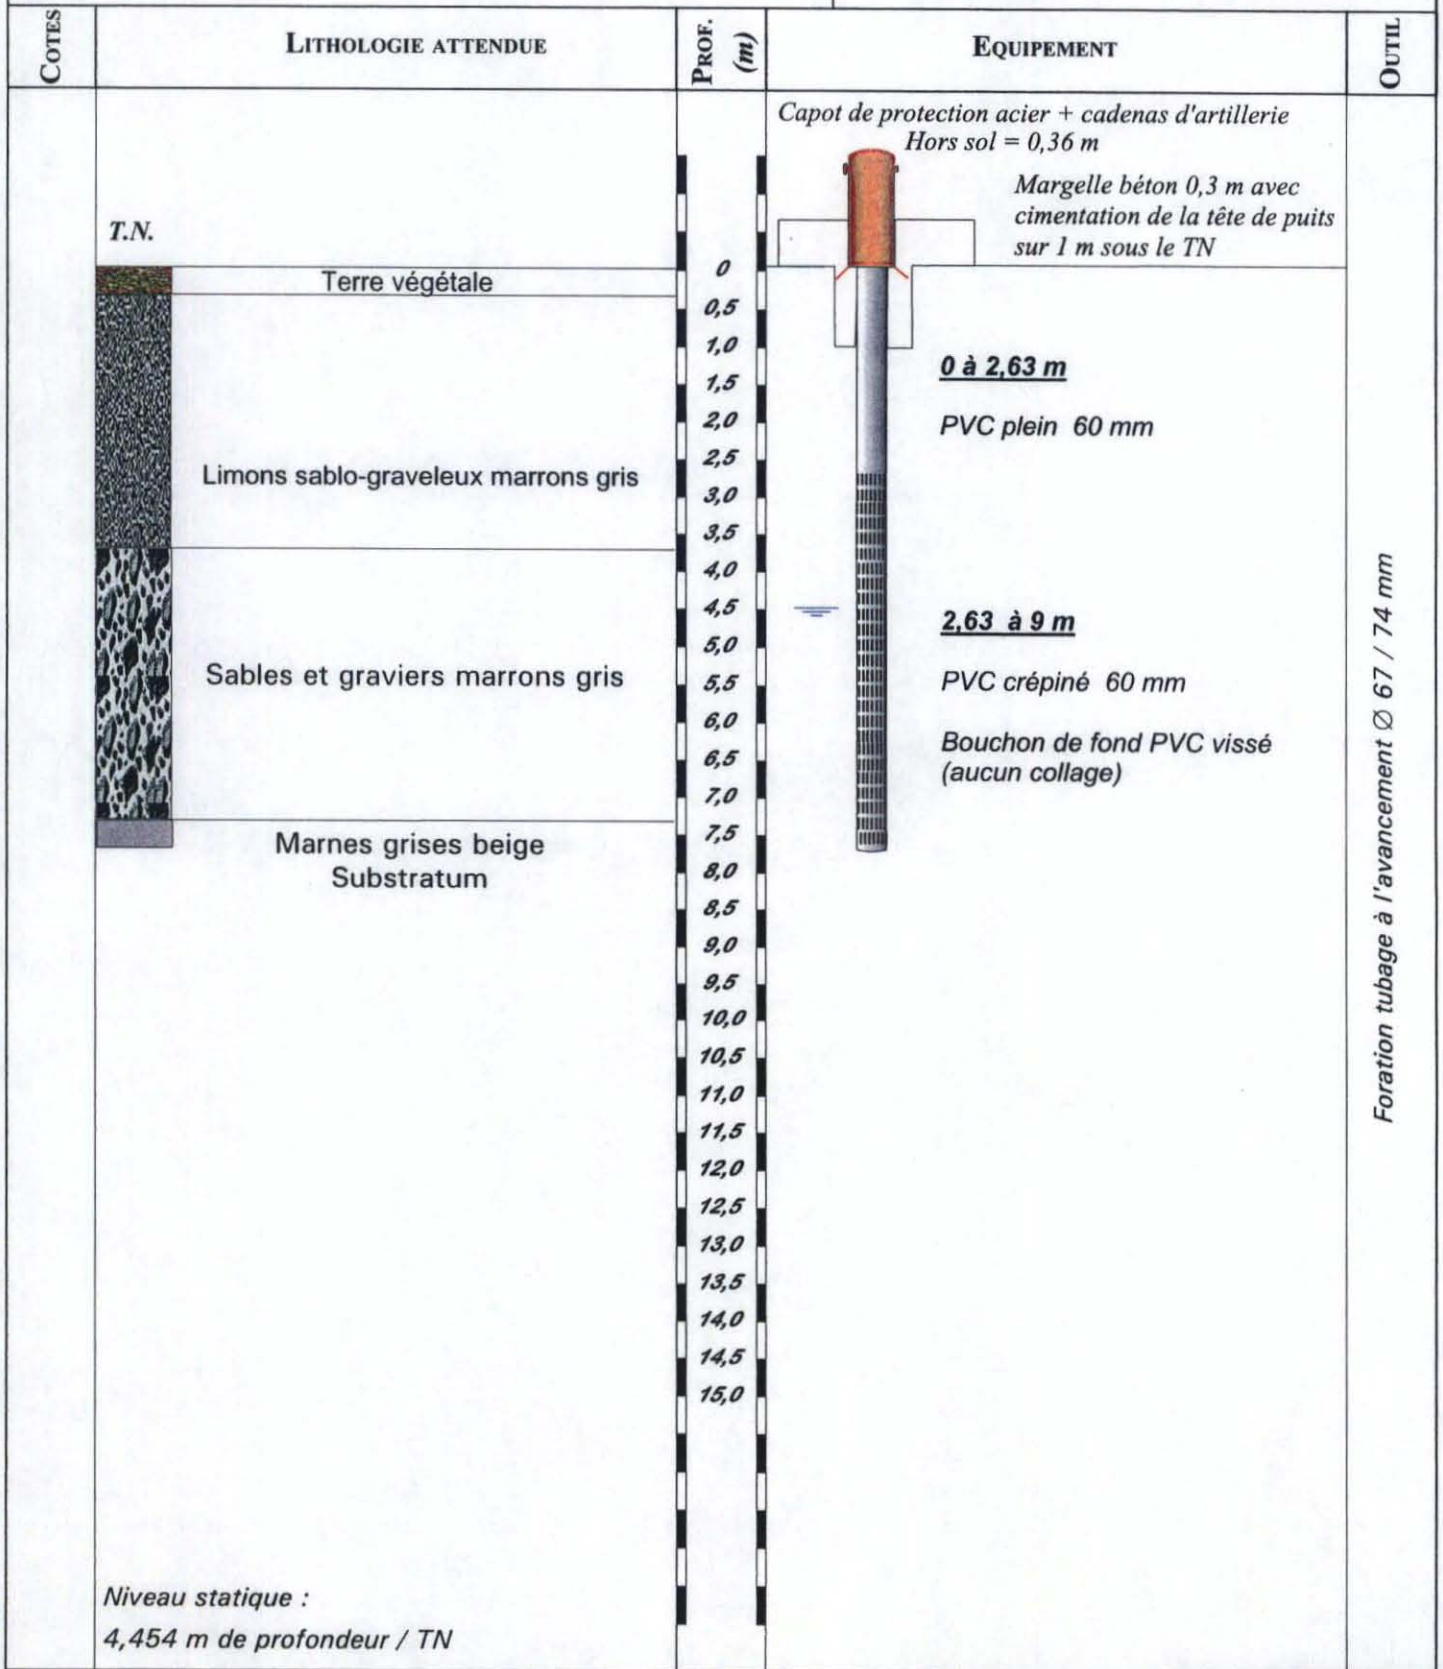 COTES
LITHOLOGIE ATTENDUE
PROF.
(m)
EQUIPEMENT
OUTIL
Capot de protection acier + cadenas d'artillerie
Hors sol = 0,36 m
Margelle béton 0,3 m avec
cimentation de la tête de puits
sur 1 m sous le TN
T.N.
Terre végétale
Limons sablo-graveleux marrons gris
Sables et graviers marrons gris
Marnes grises beige
Substratum
0
0,5
1,0
1,5
2,0
2,5
3,0
3,5
4,0
4,5
5,0
5,5
6,0
6,5
7,0
7,5
8,0
8,5
9,0
9,5
10,0
10,5
11,0
11,5
12,0
12,5
13,0
13,5
14,0
14,5
15,0
0 à 2,63 m
PVC plein 60 mm
2,63 à 9 m
PVC crépiné 60 mm
Bouchon de fond PVC vissé
(aucun collage)
Foration tubage à l'avancement Ø 67 / 74 mm
Niveau statique :
4,454 m de profondeur / TN